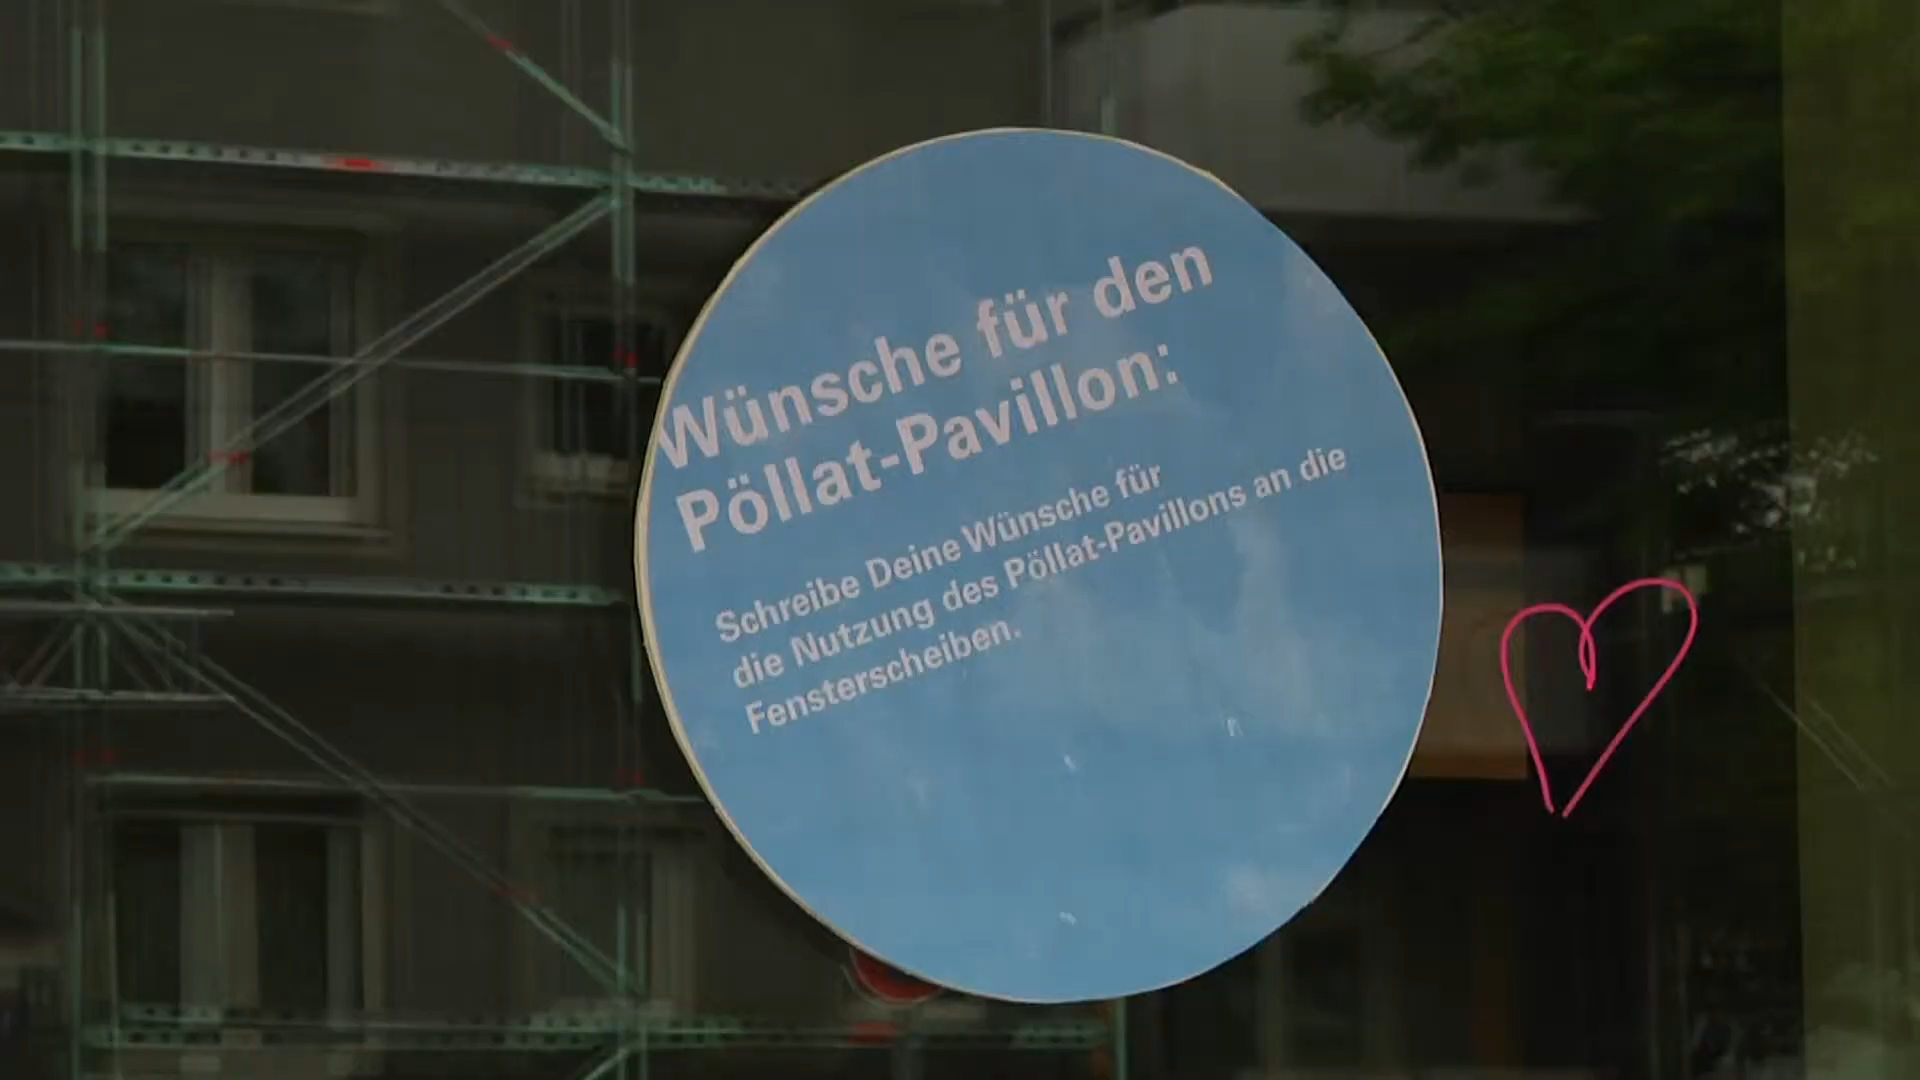 Wünsche für den
Pöllat-Pavillon:
Schreibe Deine Wünsche für
die Nutzung des Pöllat-Pavillons an die
Fensterscheiben.